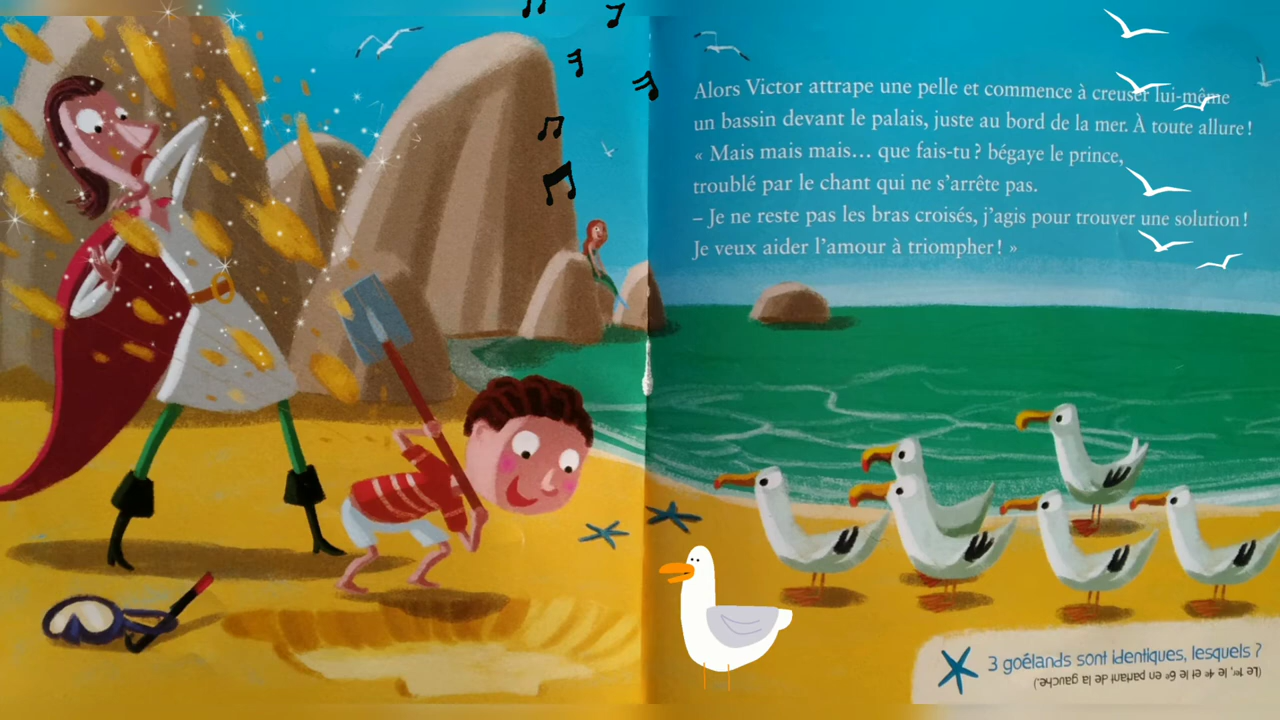 Alors Victor attrape une pelle et commence à creuser lui-même
un bassin devant le palais, juste au bord de la mer. À toute allure !
« Mais mais mais... que fais-tu ? bégaye le prince,
troublé par le chant qui ne s'arrête pas.
– Je ne reste pas les bras croisés, j'agis pour trouver une solution !
Je veux aider l'amour à triompher ! »
3 goélands sont identiques, lesquels ?
(Le 1er, le 4e et le 6e en partant de la gauche.)